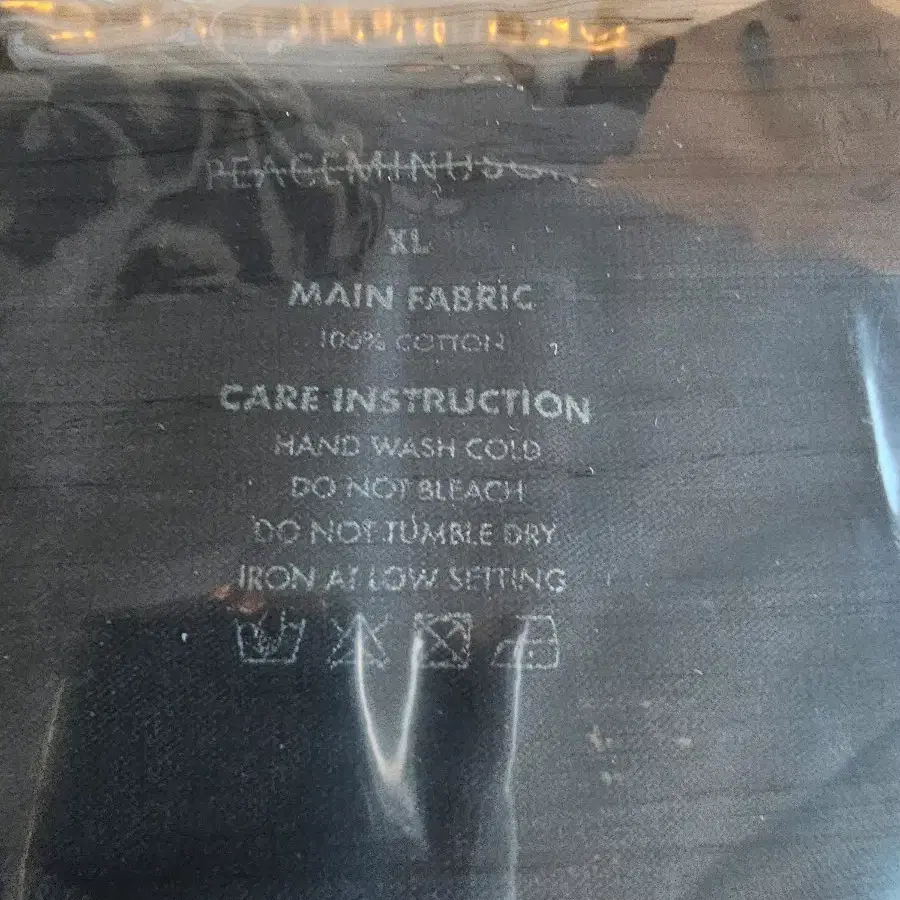 PEACEMINUSONE
XL
MAIN FABRIC
100% COTTON
CARE INSTRUCTION
HAND WASH COLD
DO NOT BLEACH
DO NOT TUMBLE DRY
IRON AT LOW SETTING